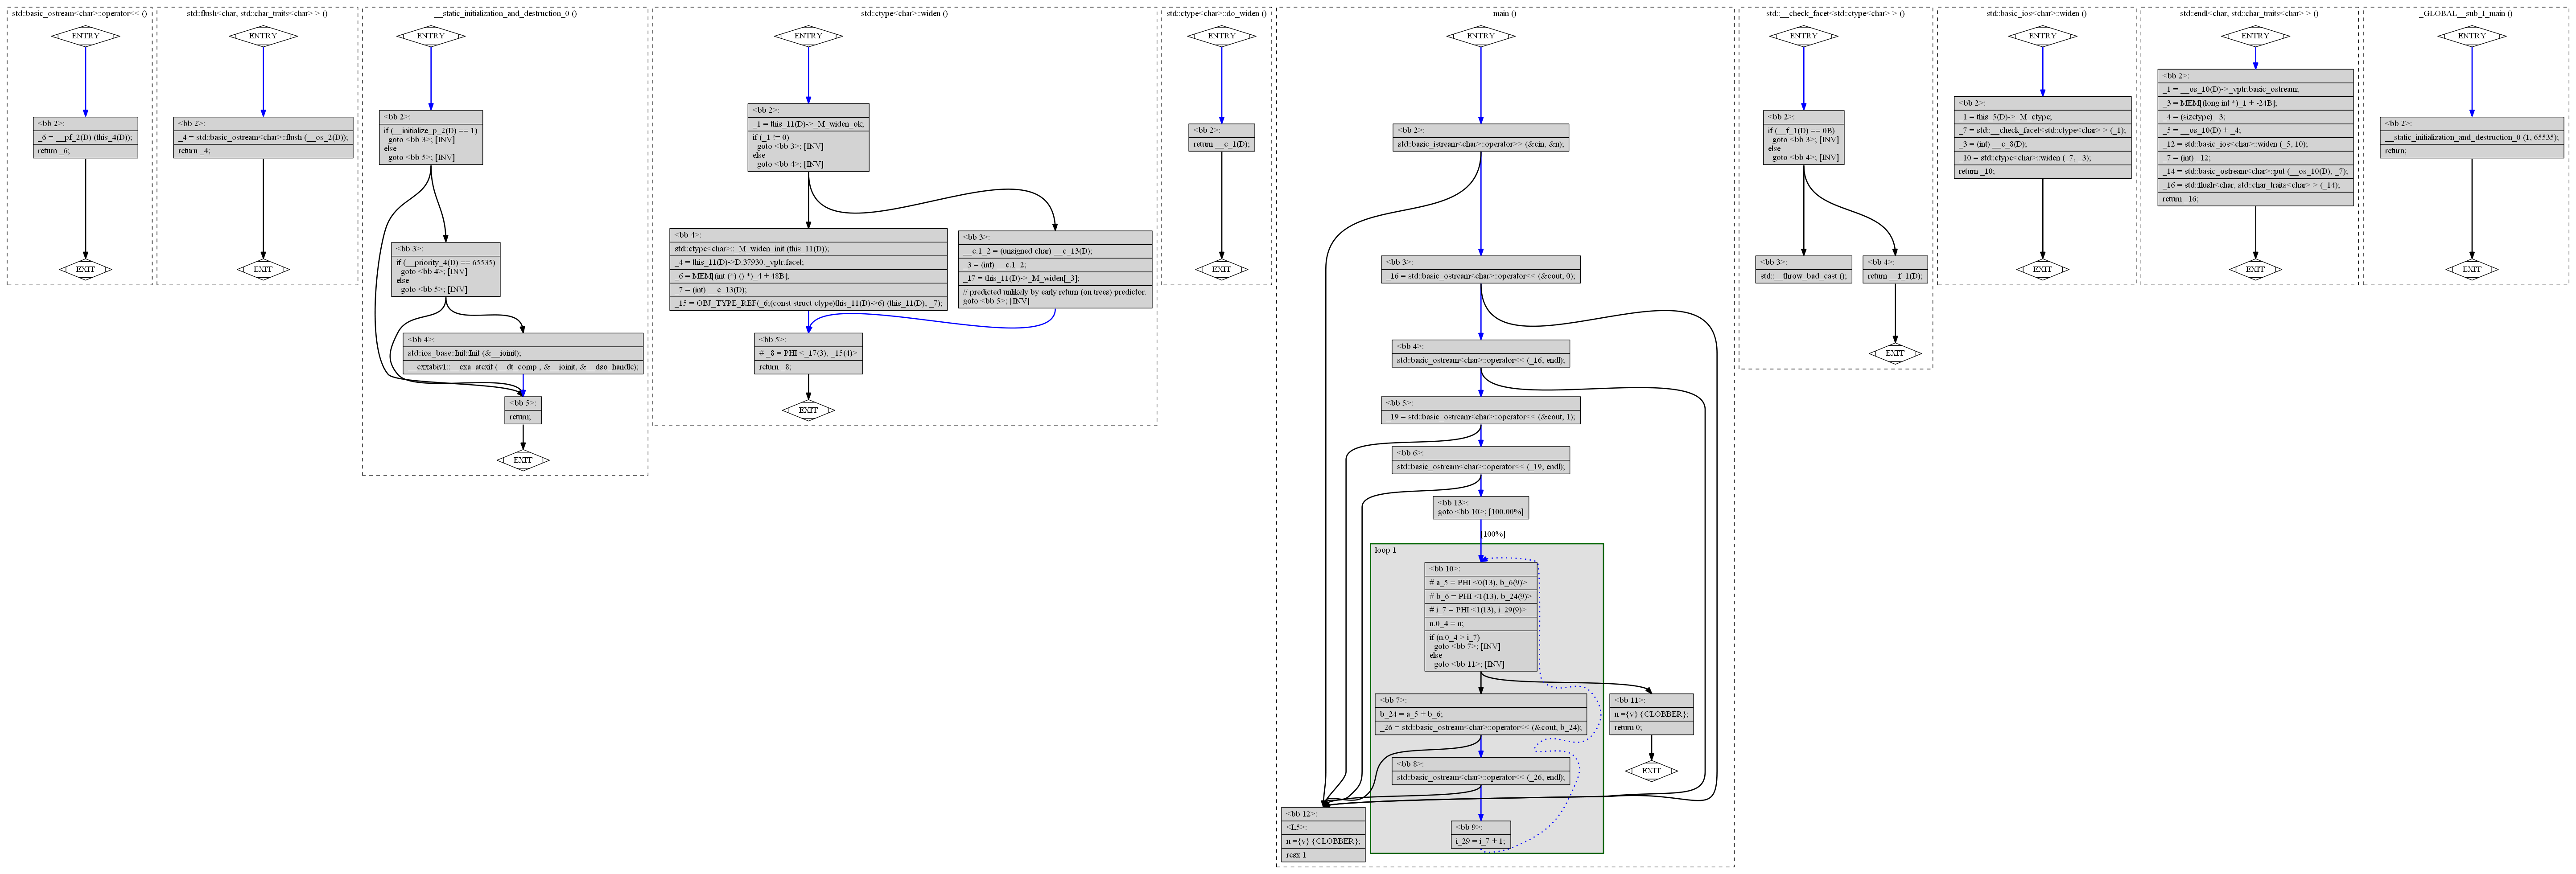 std::basic_ostream<char>::operator<< ()
ENTRY
<bb 2>:
_6 = __pf_2(D) (this_4(D));
return _6;
EXIT
std::flush<char, std::char_traits<char> > ()
ENTRY
<bb 2>:
_4 = std::basic_ostream<char>::flush (__os_2(D));
return _4;
EXIT
__static_initialization_and_destruction_0 ()
ENTRY
<bb 2>:
if (__initialize_p_2(D) == 1)
goto <bb 3>; [INV]
else
goto <bb 5>; [INV]
<bb 3>:
if (__priority_4(D) == 65535)
goto <bb 4>; [INV]
else
goto <bb 5>; [INV]
<bb 4>:
std::ios_base::Init::Init (&__ioinit);
__cxxabiv1::__cxa_atexit (__dt_comp , &__ioinit, &__dso_handle);
<bb 5>:
return;
EXIT
std::ctype<char>::widen ()
ENTRY
<bb 2>:
_1 = this_11(D)->_M_widen_ok;
if (_1 != 0)
goto <bb 3>; [INV]
else
goto <bb 4>; [INV]
<bb 4>:
std::ctype<char>::_M_widen_init (this_11(D));
_4 = this_11(D)->D.37930._vptr.facet;
_6 = MEM[(int (*) () *)_4 + 48B];
_7 = (int) __c_13(D);
_15 = OBJ_TYPE_REF(_6;(const struct ctype)this_11(D)->6) (this_11(D), _7);
<bb 3>:
__c.1_2 = (unsigned char) __c_13(D);
_3 = (int) __c.1_2;
_17 = this_11(D)->_M_widen[_3];
// predicted unlikely by early return (on trees) predictor.
goto <bb 5>; [INV]
<bb 5>:
# _8 = PHI <_17(3), _15(4)>
return _8;
EXIT
std::ctype<char>::do_widen ()
ENTRY
<bb 2>:
return __c_1(D);
EXIT
main ()
ENTRY
<bb 2>:
std::basic_istream<char>::operator>> (&cin, &n);
<bb 3>:
_16 = std::basic_ostream<char>::operator<< (&cout, 0);
<bb 4>:
std::basic_ostream<char>::operator<< (_16, endl);
<bb 5>:
_19 = std::basic_ostream<char>::operator<< (&cout, 1);
<bb 6>:
std::basic_ostream<char>::operator<< (_19, endl);
<bb 13>:
goto <bb 10>; [100.00%]
[100%]
loop 1
<bb 10>:
# a_5 = PHI <0(13), b_6(9)>
# b_6 = PHI <1(13), b_24(9)>
# i_7 = PHI <1(13), i_29(9)>
n.0_4 = n;
if (n.0_4 > i_7)
goto <bb 7>; [INV]
else
goto <bb 11>; [INV]
<bb 7>:
b_24 = a_5 + b_6;
_26 = std::basic_ostream<char>::operator<< (&cout, b_24);
<bb 11>:
n ={v} {CLOBBER};
return 0;
<bb 8>:
std::basic_ostream<char>::operator<< (_26, endl);
EXIT
<bb 12>:
<L5>:
n ={v} {CLOBBER};
resx 1
<bb 9>:
i_29 = i_7 + 1;
std::__check_facet<std::ctype<char> > ()
ENTRY
<bb 2>:
if (__f_1(D) == 0B)
goto <bb 3>; [INV]
else
goto <bb 4>; [INV]
<bb 3>:
std::__throw_bad_cast ();
<bb 4>:
return __f_1(D);
EXIT
std::basic_ios<char>::widen ()
ENTRY
<bb 2>:
_1 = this_5(D)->_M_ctype;
_7 = std::__check_facet<std::ctype<char> > (_1);
_3 = (int) __c_8(D);
_10 = std::ctype<char>::widen (_7, _3);
return _10;
EXIT
std::endl<char, std::char_traits<char> > ()
ENTRY
<bb 2>:
_1 = __os_10(D)->_vptr.basic_ostream;
_3 = MEM[(long int *)_1 + -24B];
_4 = (sizetype) _3;
_5 = __os_10(D) + _4;
_12 = std::basic_ios<char>::widen (_5, 10);
_7 = (int) _12;
_14 = std::basic_ostream<char>::put (__os_10(D), _7);
_16 = std::flush<char, std::char_traits<char> > (_14);
return _16;
EXIT
_GLOBAL__sub_I_main ()
ENTRY
<bb 2>:
__static_initialization_and_destruction_0 (1, 65535);
return;
EXIT